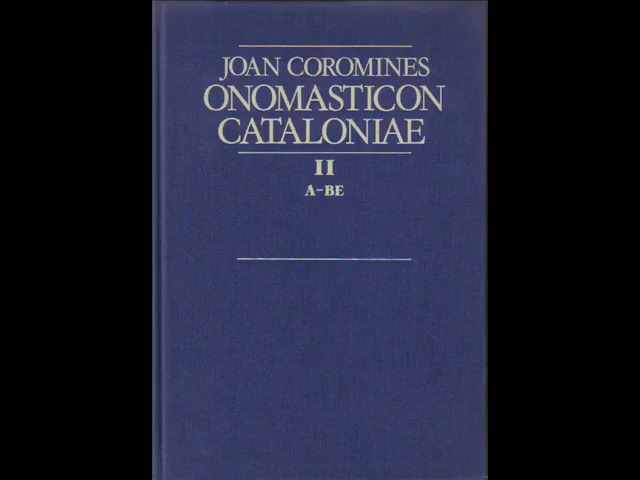 JOAN COROMINES
ONOMASTICON
CATALONIAE
II
A-BE